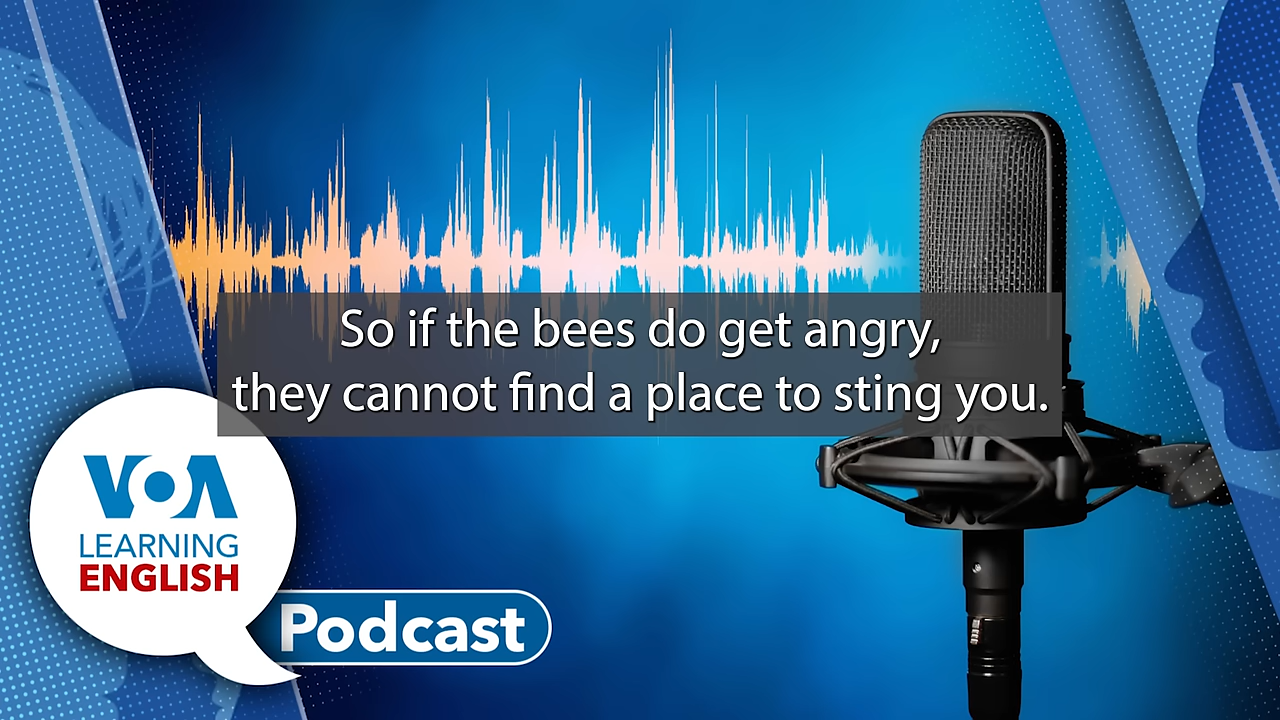 So if the bees do get angry,
they cannot find a place to sting you.
VOA
LEARNING
ENGLISH
Podcast